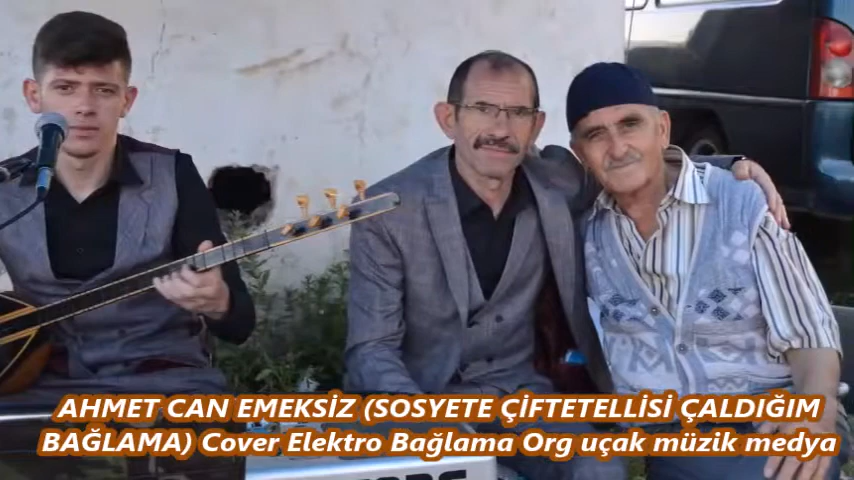 AHMET CAN EMEKSİZ (SOSYETE ÇİFTETELLİSİ ÇALDIĞIM
BAĞLAMA) Cover Elektro Bağlama Org uçak müzik medya